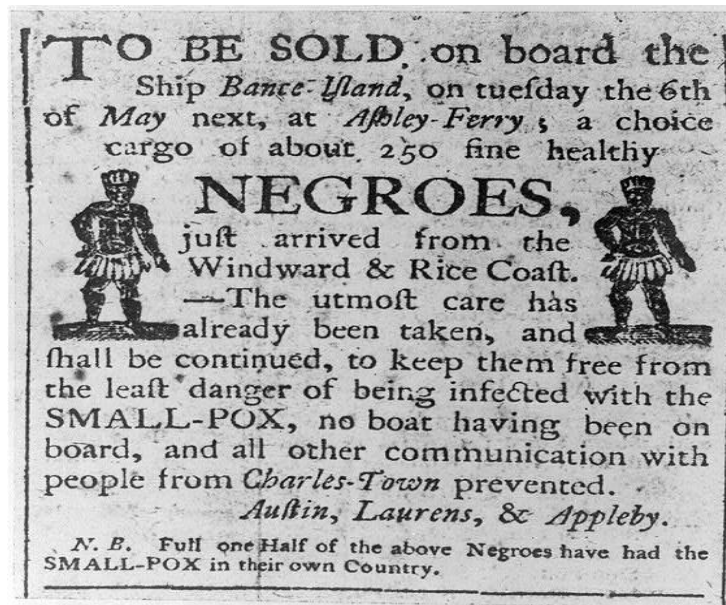 TO BE SOLD, on board the
Ship Bance-Iſland, on tueſday the 6th
of May next, at Aſhley-Ferry; a choice
cargo of about 250 fine healthy
NEGROES,
juſt arrived from the
Windward & Rice Coaſt.
—The utmoſt care has
already been taken, and
ſhall be continued, to keep them free from
the leaſt danger of being infected with the
SMALL-POX, no boat having been on
board, and all other communication with
people from Charles-Town prevented.
Auſtin, Laurens, & Appleby.
N. B. Full one Half of the above Negroes have had the
SMALL-POX in their own Country.